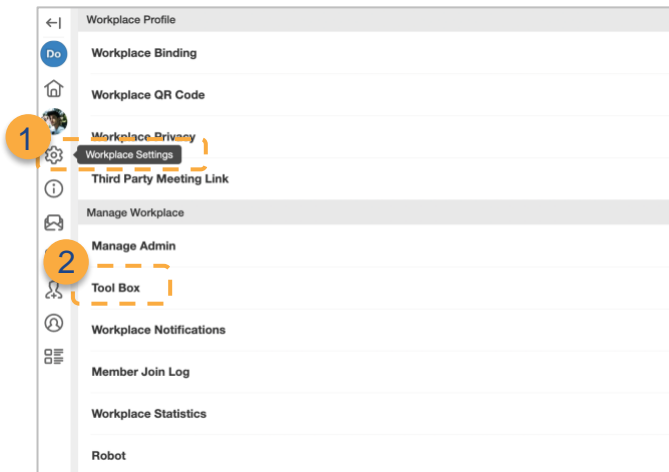 Workplace Profile
Do
Workplace Binding
Workplace QR Code
1
Workplace Privacy
Workplace Settings
Third Party Meeting Link
Manage Workplace
Manage Admin
2
Tool Box
Workplace Notifications
Member Join Log
Workplace Statistics
Robot